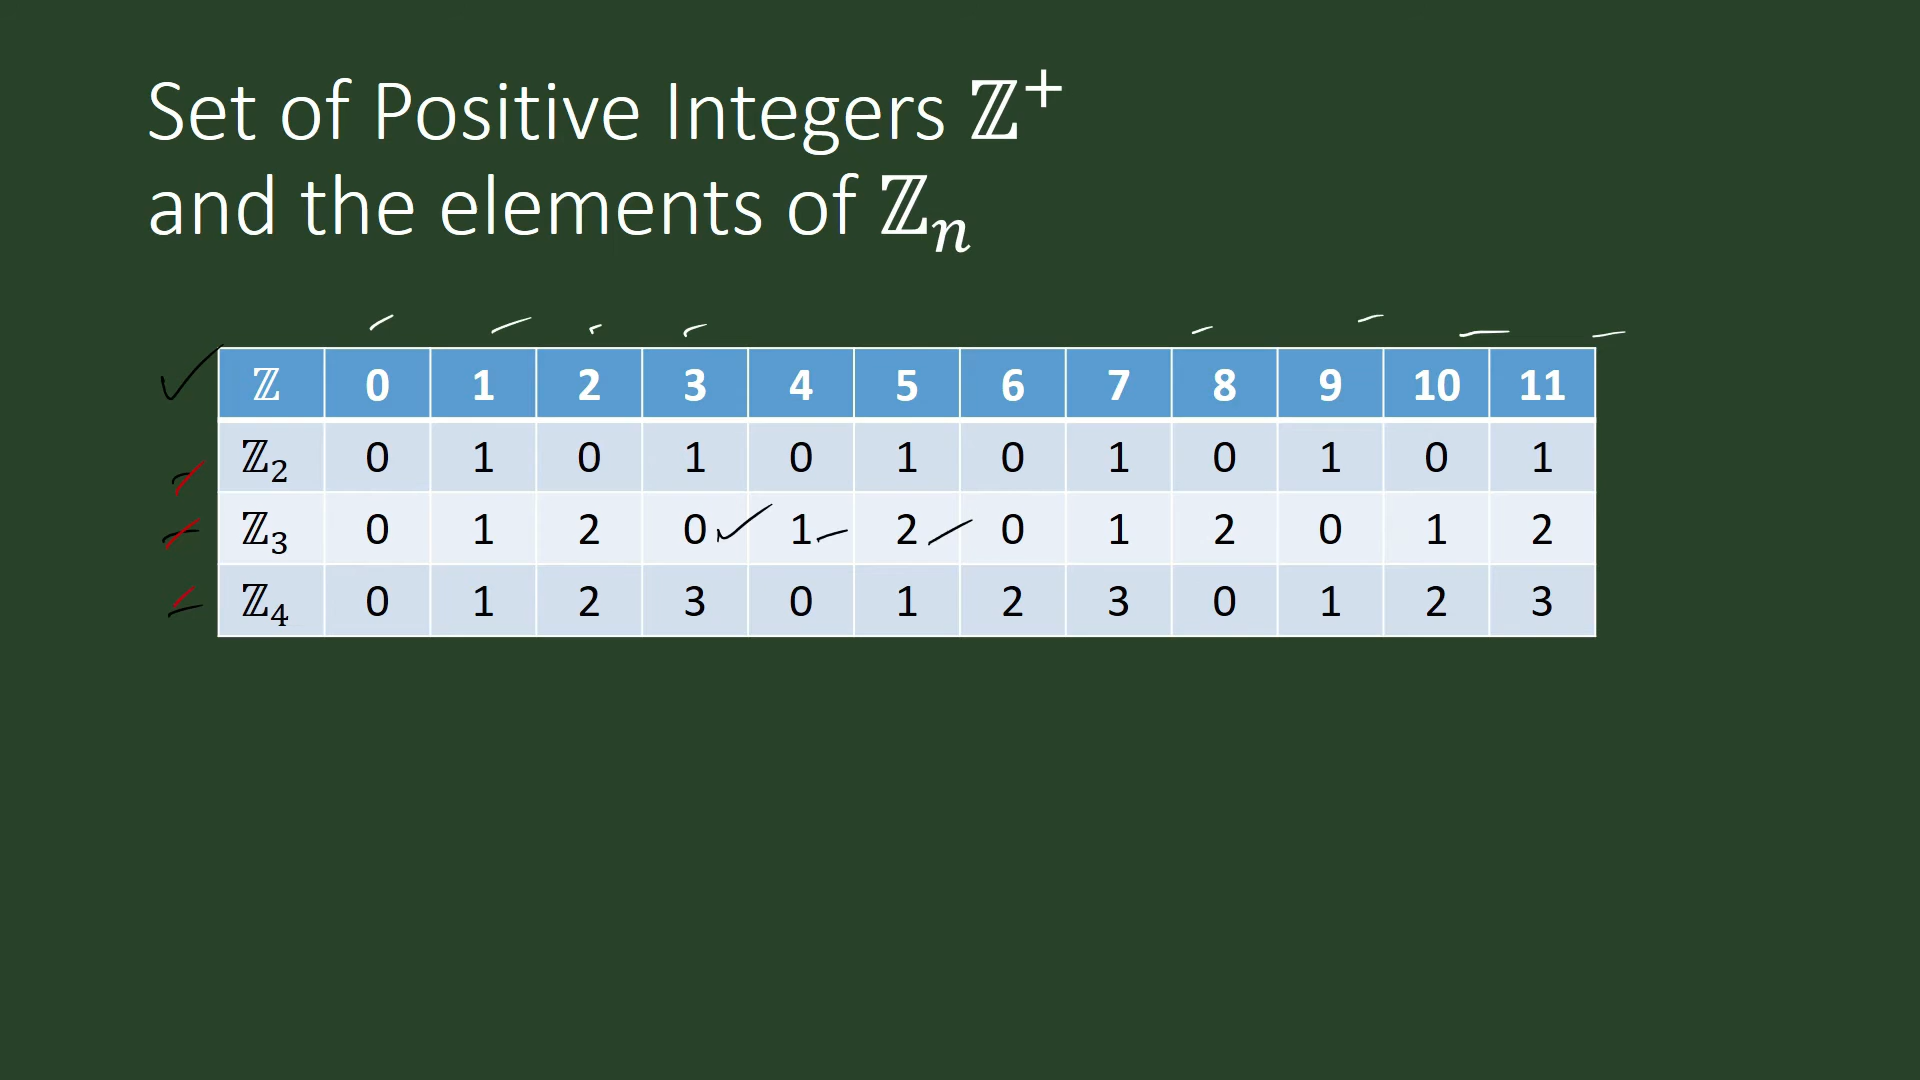 Set of Positive Integers ℤ⁺
and the elements of ℤₙ
ℤ 0 1 2 3 4 5 6 7 8 9 10 11
ℤ₂ 0 1 0 1 0 1 0 1 0 1 0 1
ℤ₃ 0 1 2 0 1 2 0 1 2 0 1 2
ℤ₄ 0 1 2 3 0 1 2 3 0 1 2 3